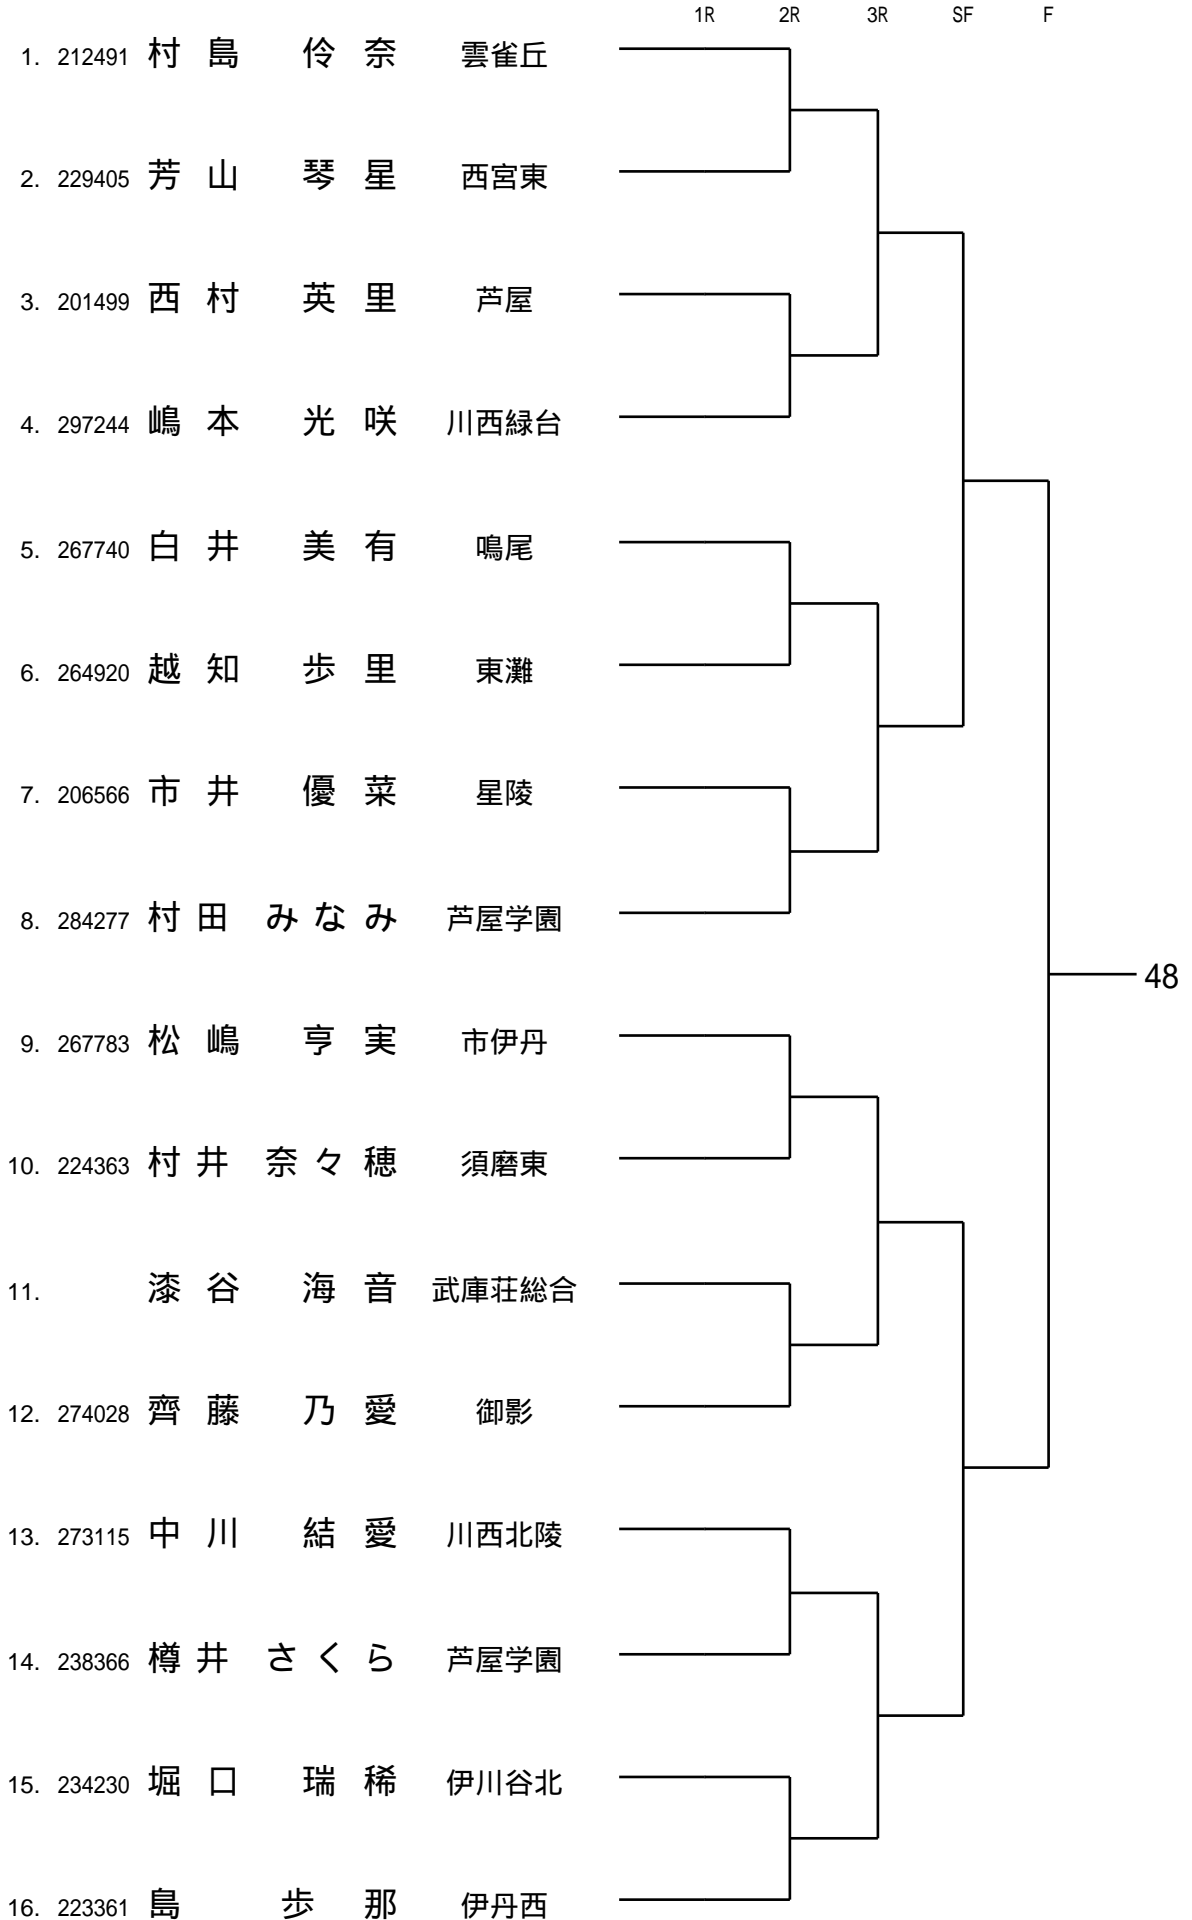 1R 2R 3R SF F
1. 212491 村島 伶奈 雲雀丘
2. 229405 芳山 琴星 西宮東
3. 201499 西村 英里 芦屋
4. 297244 嶋本 光咲 川西緑台
5. 267740 白井 美有 鳴尾
6. 264920 越知 歩里 東灘
7. 206566 市井 優菜 星陵
8. 284277 村田 みなみ 芦屋学園
48
9. 267783 松嶋 亨実 市伊丹
10. 224363 村井 奈々穂 須磨東
11. 漆谷 海音 武庫荘総合
12. 274028 齊藤 乃愛 御影
13. 273115 中川 結愛 川西北陵
14. 238366 樽井 さくら 芦屋学園
15. 234230 堀口 瑞稀 伊川谷北
16. 223361 島 歩那 伊丹西